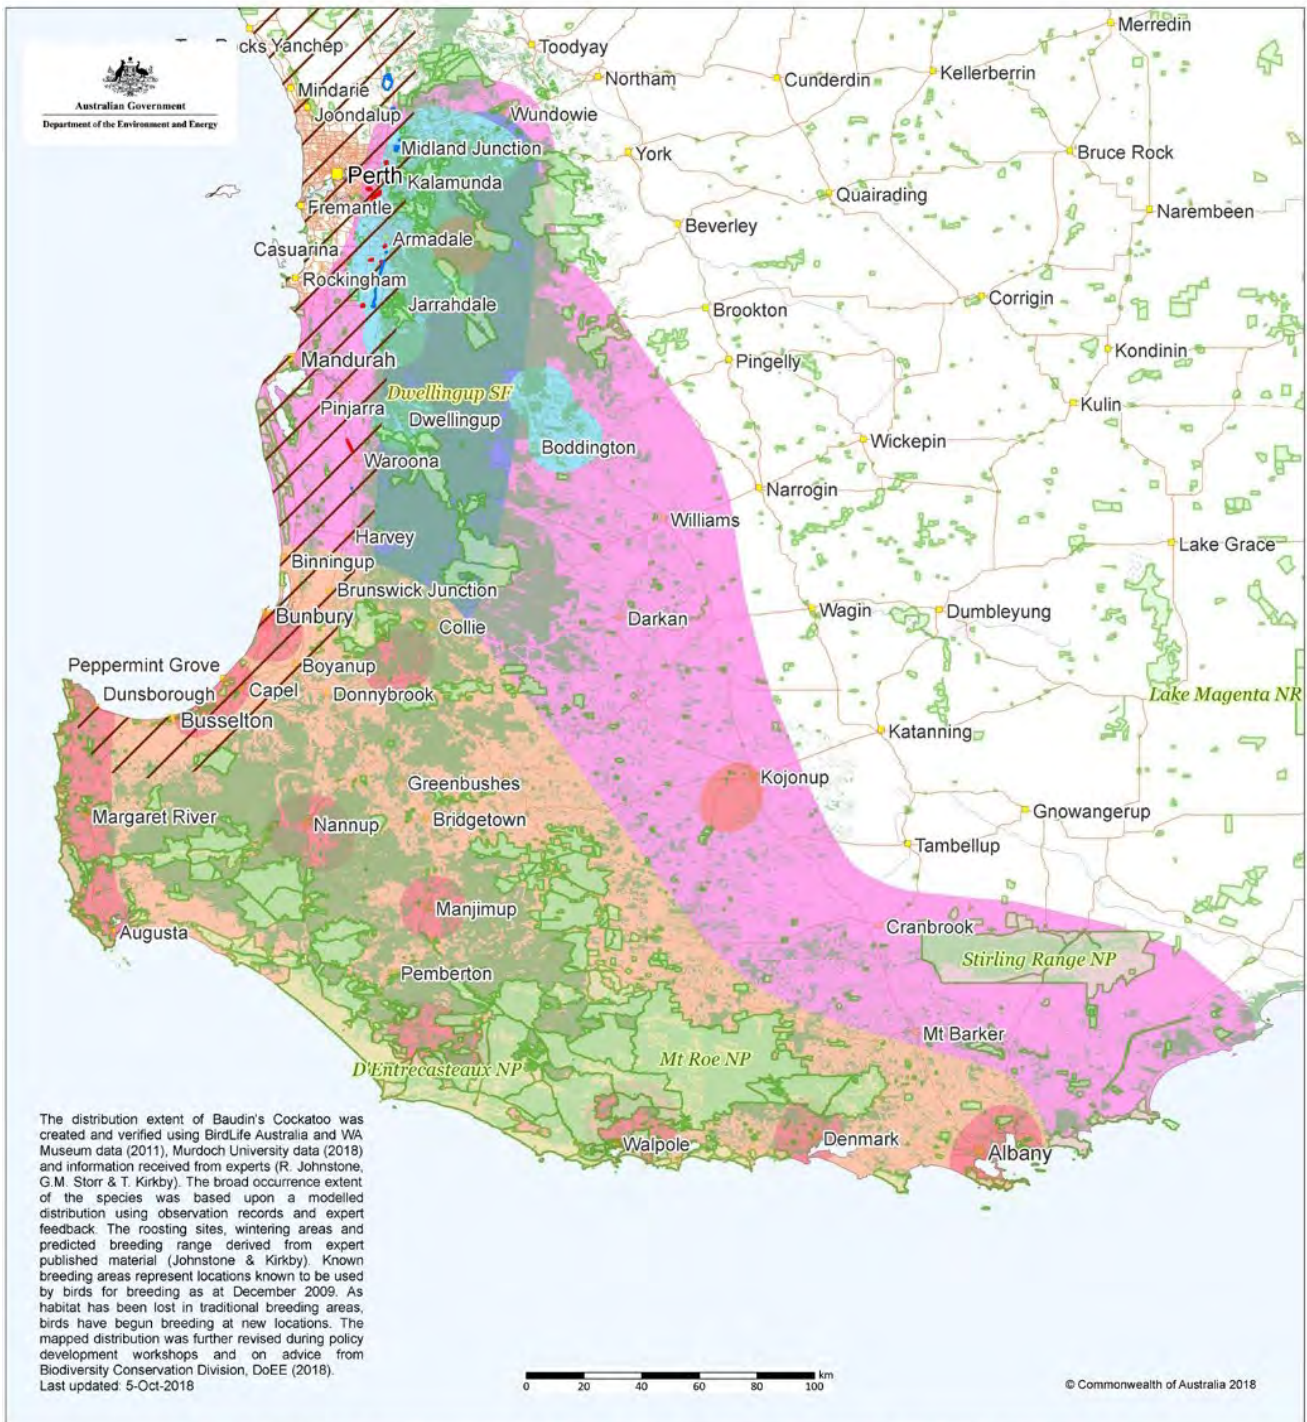 Rocks Yanchep
Toodyay
Merredin
Northam
Cunderdin
Kellerberrin
Mindarie
Australian Government
Department of the Environment and Energy
Joondalup
Wundowie
Midland Junction
York
Bruce Rock
Perth
Kalamunda
Quairading
Fremantle
Narembeen
Beverley
Armadale
Casuarina
Rockingham
Corrigin
Jarrahdale
Brookton
Kondinin
Mandurah
Pingelly
Dwellingup SF
Kulin
Pinjarra
Dwellingup
Boddington
Wickepin
Waroona
Narrogin
Williams
Harvey
Lake Grace
Binningup
Brunswick Junction
Bunbury
Wagin
Dumbleyung
Collie
Darkan
Peppermint Grove
Boyanup
Dunsborough
Capel
Donnybrook
Lake Magenta NR
Busselton
Katanning
Greenbushes
Kojonup
Margaret River
Nannup
Bridgetown
Gnowangerup
Tambellup
Manjimup
Augusta
Cranbrook
Stirling Range NP
Pemberton
Mt Barker
D'Entrecasteaux NP
Mt Roe NP
Walpole
Denmark
Albany
The distribution extent of Baudin's Cockatoo was
created and verified using BirdLife Australia and WA
Museum data (2011), Murdoch University data (2018)
and information received from experts (R. Johnstone,
G.M. Storr & T. Kirkby). The broad occurrence extent
of the species was based upon a modelled
distribution using observation records and expert
feedback. The roosting sites, wintering areas and
predicted breeding range derived from expert
published material (Johnstone & Kirkby). Known
breeding areas represent locations known to be used
by birds for breeding as at December 2009. As
habitat has been lost in traditional breeding areas,
birds have begun breeding at new locations. The
mapped distribution was further revised during policy
development workshops and on advice from
Biodiversity Conservation Division, DoEE (2018).
Last updated: 5-Oct-2018
km
0 20 40 60 80 100
© Commonwealth of Australia 2018